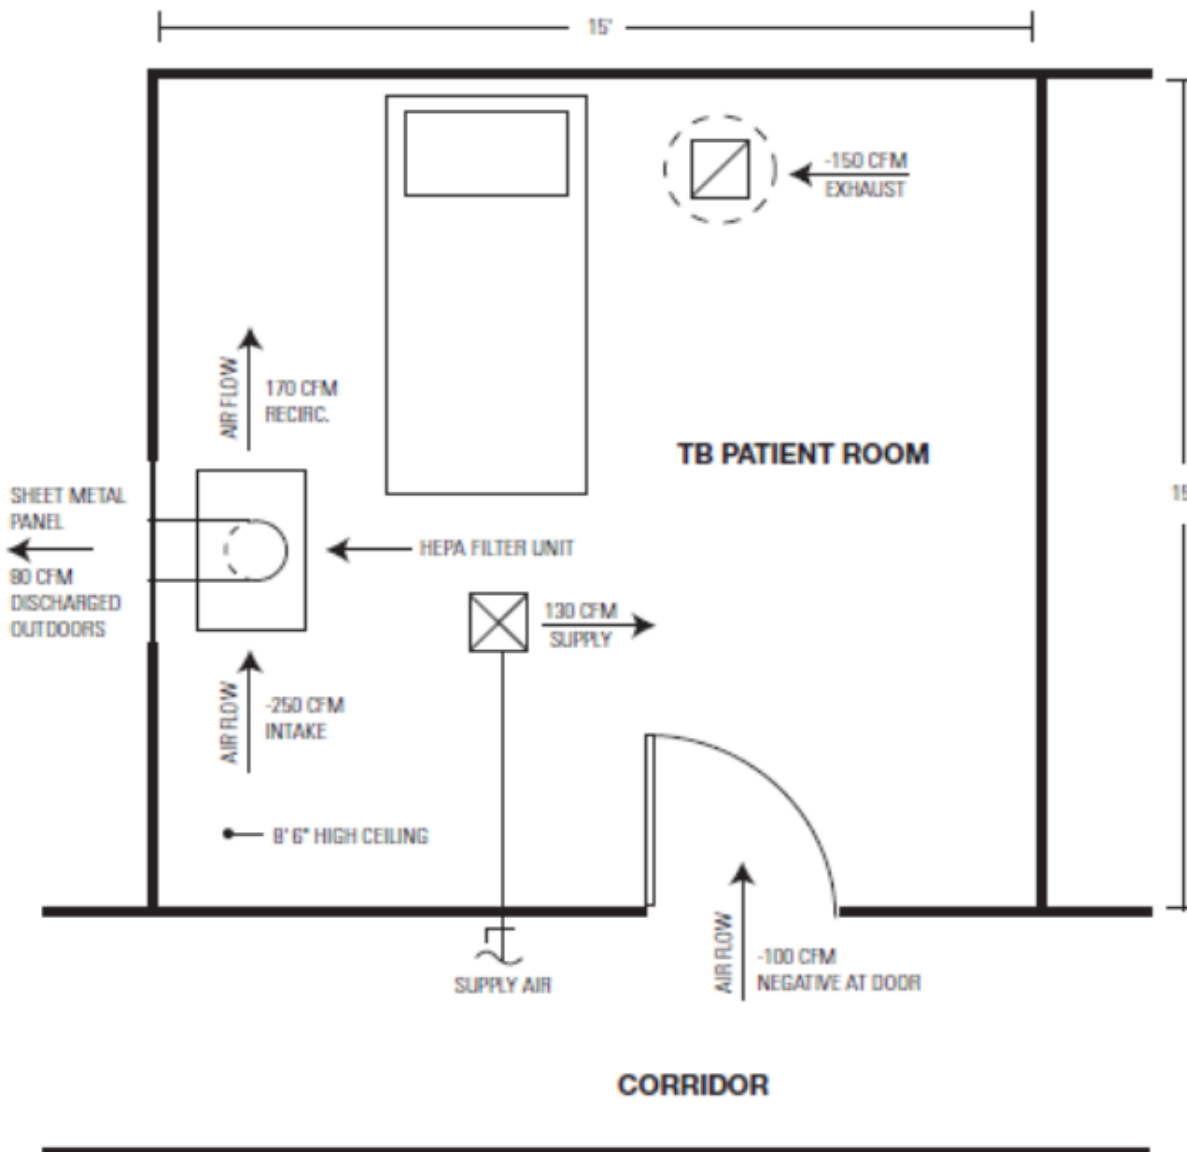 15'
-150 CFM
EXHAUST
AIR FLOW
170 CFM
RECIRC.
TB PATIENT ROOM
SHEET METAL
PANEL
15
HEPA FILTER UNIT
80 CFM
DISCHARGED
OUTDOORS
130 CFM
SUPPLY
AIR FLOW
-250 CFM
INTAKE
8' 6" HIGH CEILING
AIR FLOW
-100 CFM
NEGATIVE AT DOOR
SUPPLY AIR
CORRIDOR